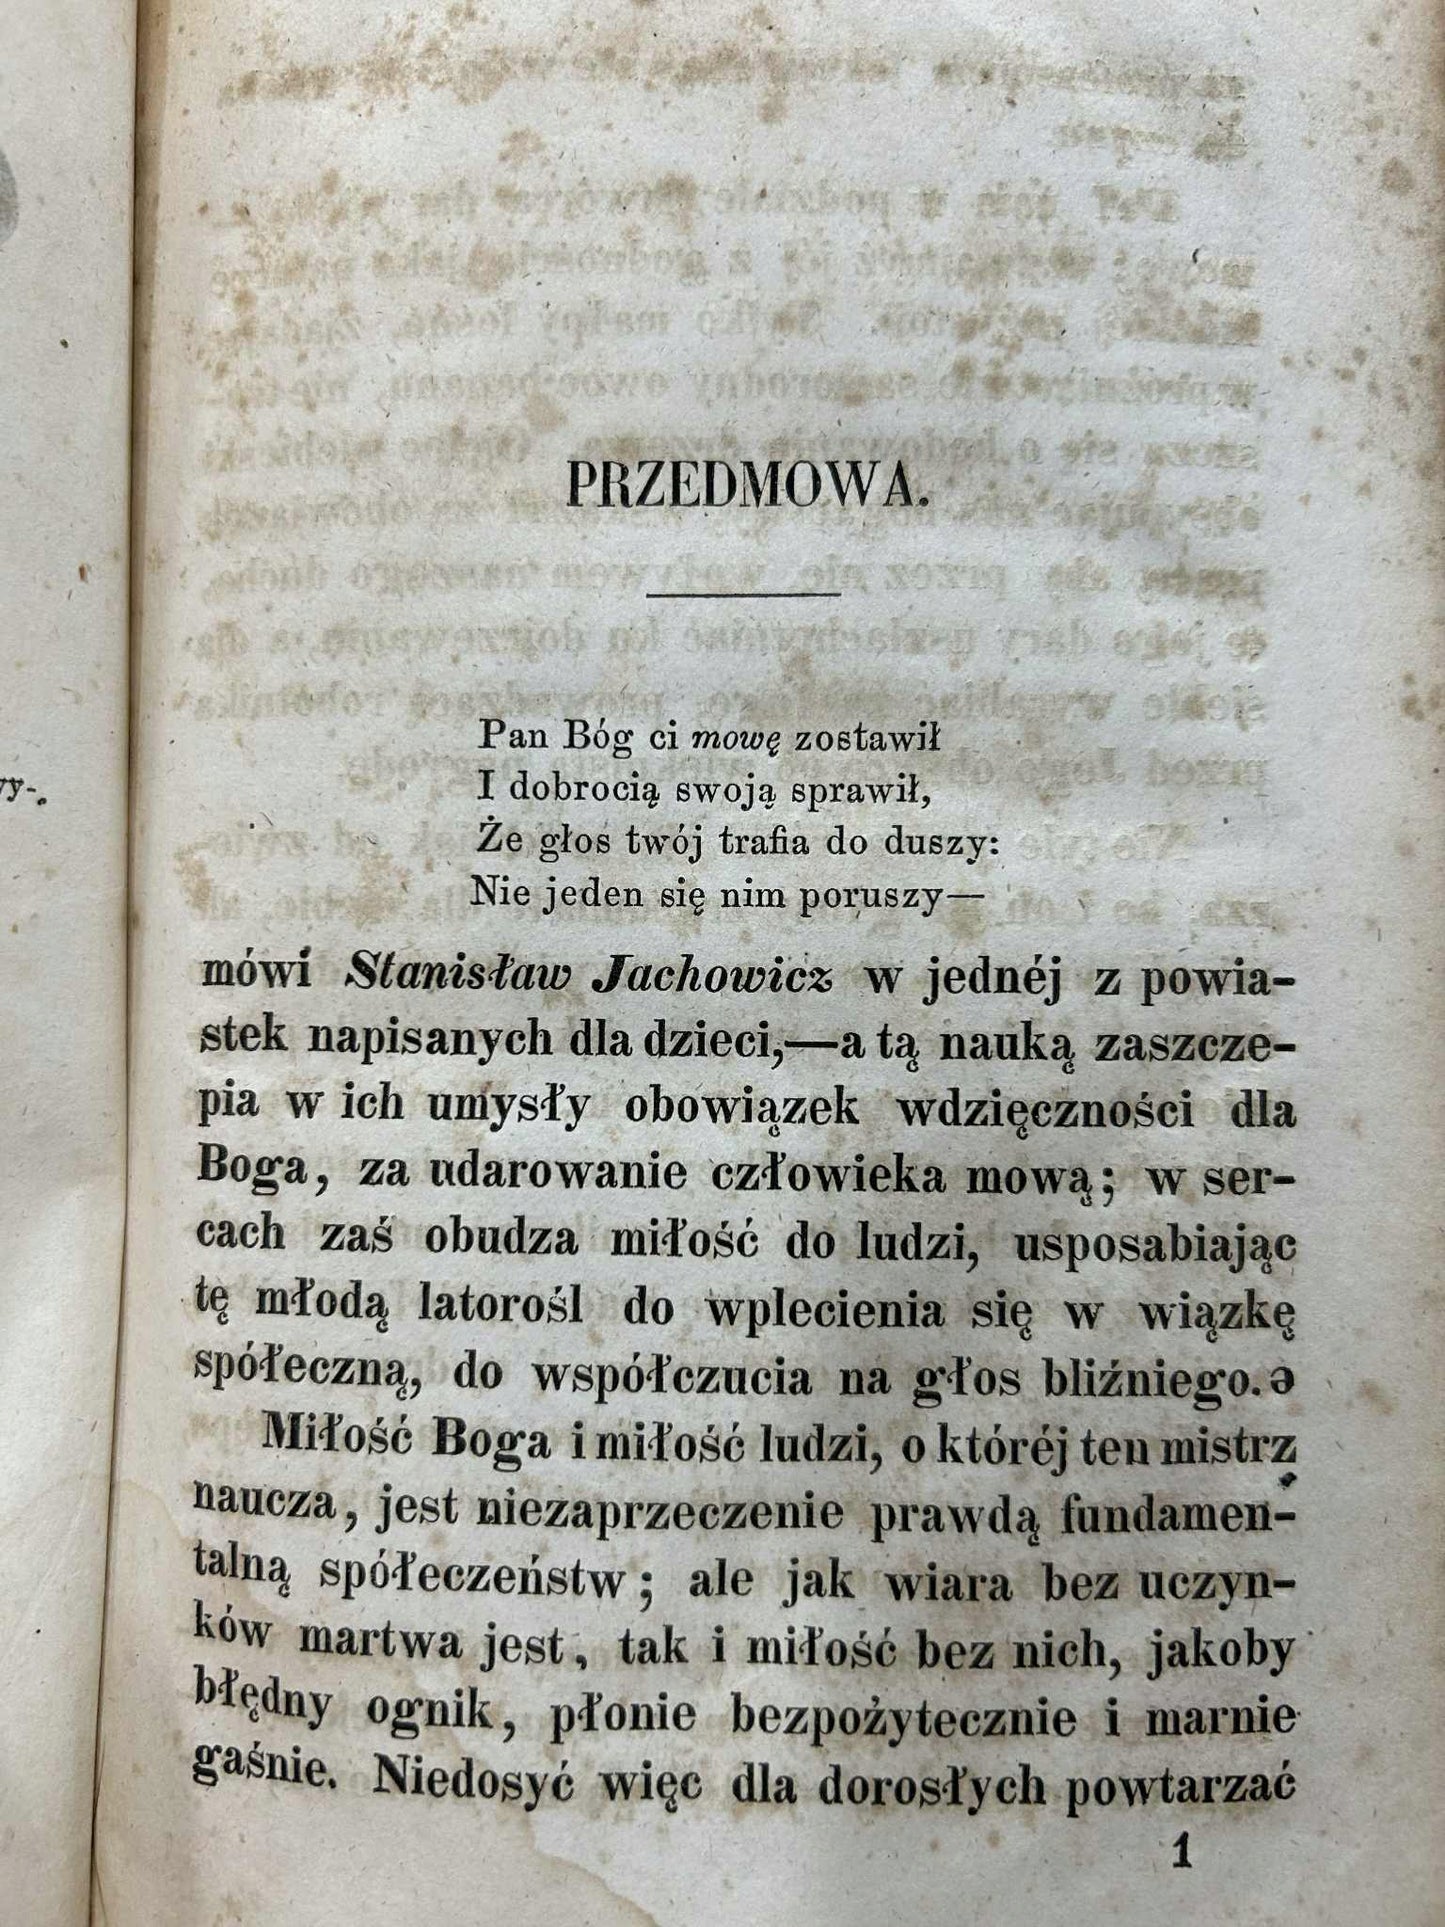 PRZEDMOWA.
Pan Bóg ci mowę zostawił
I dobrocią swoją sprawił,
Że głos twój trafia do duszy:
Nie jeden się nim poruszy—
mówi Stanisław Jachowicz w jednéj z powia-
stek napisanych dla dzieci,—a tą nauką zaszcze-
pia w ich umysły obowiązek wdzięczności dla
Boga, za udarowanie człowieka mową; w ser-
cach zaś obudza miłość do ludzi, usposabiając
tę młodą latorośl do wplecienia się w wiązkę
spółeczną, do współczucia na głos bliźniego.ə
Miłość Boga i miłość ludzi, o któréj ten mistrz
naucza, jest niezaprzeczenie prawdą fundamen-
talną spółeczeństw; ale jak wiara bez uczyn-
ków martwa jest, tak i miłość bez nich, jakoby
błędny ognik, płonie bezpożytecznie i marnie
gaśnie. Niedosyć więc dla dorosłych powtarzać
1
vy-